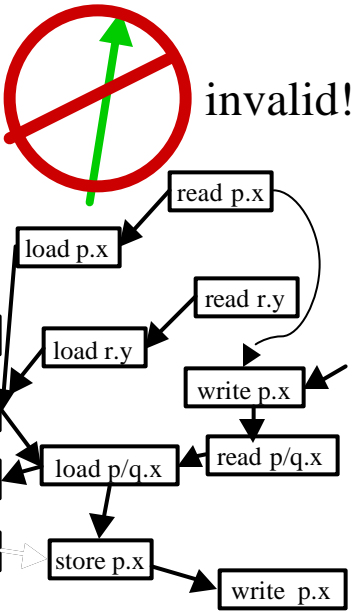 invalid!
read p.x
load p.x
read r.y
load r.y
write p.x
read p/q.x
load p/q.x
store p.x
write p.x